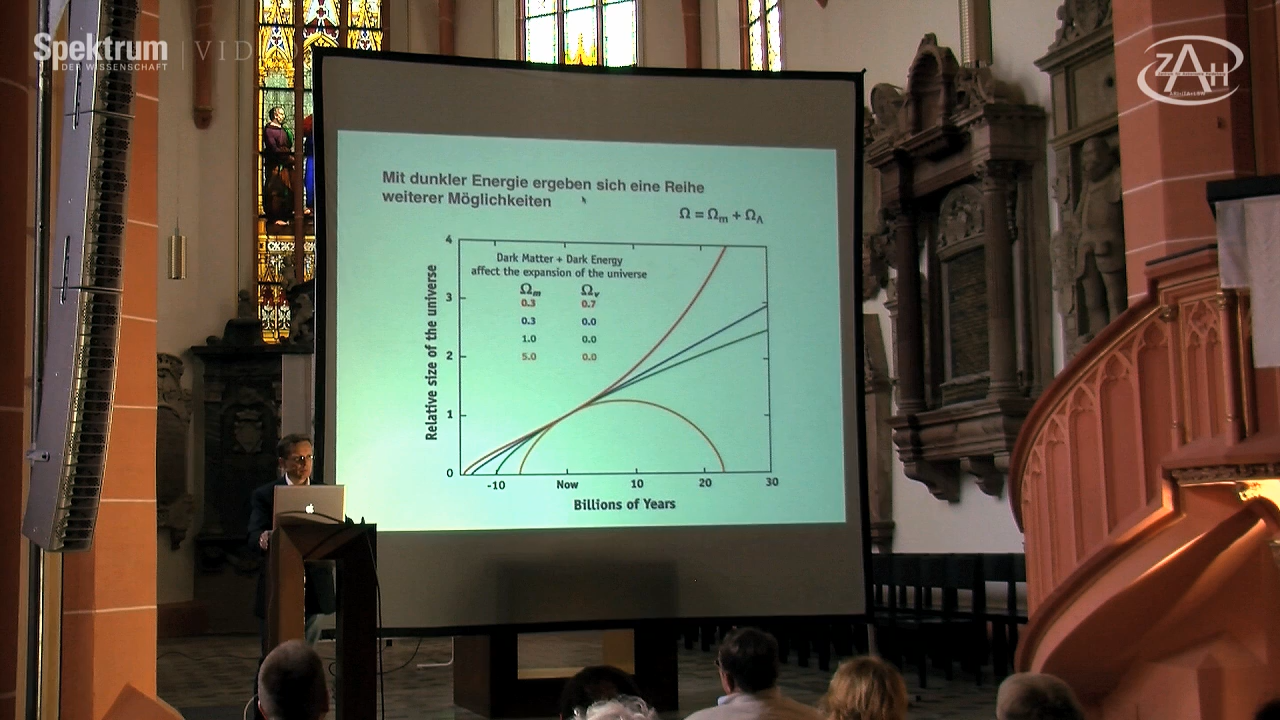 Spektrum
DER WISSENSCHAFT
VID
ZAH
Mit dunkler Energie ergeben sich eine Reihe
weiterer Möglichkeiten
Ω = Ωm + ΩΛ
Dark Matter + Dark Energy
affect the expansion of the universe
Ωm Ωv
0.3 0.7
0.3 0.0
1.0 0.0
5.0 0.0
Relative size of the universe
4
3
2
1
0
-10 Now 10 20 30
Billions of Years